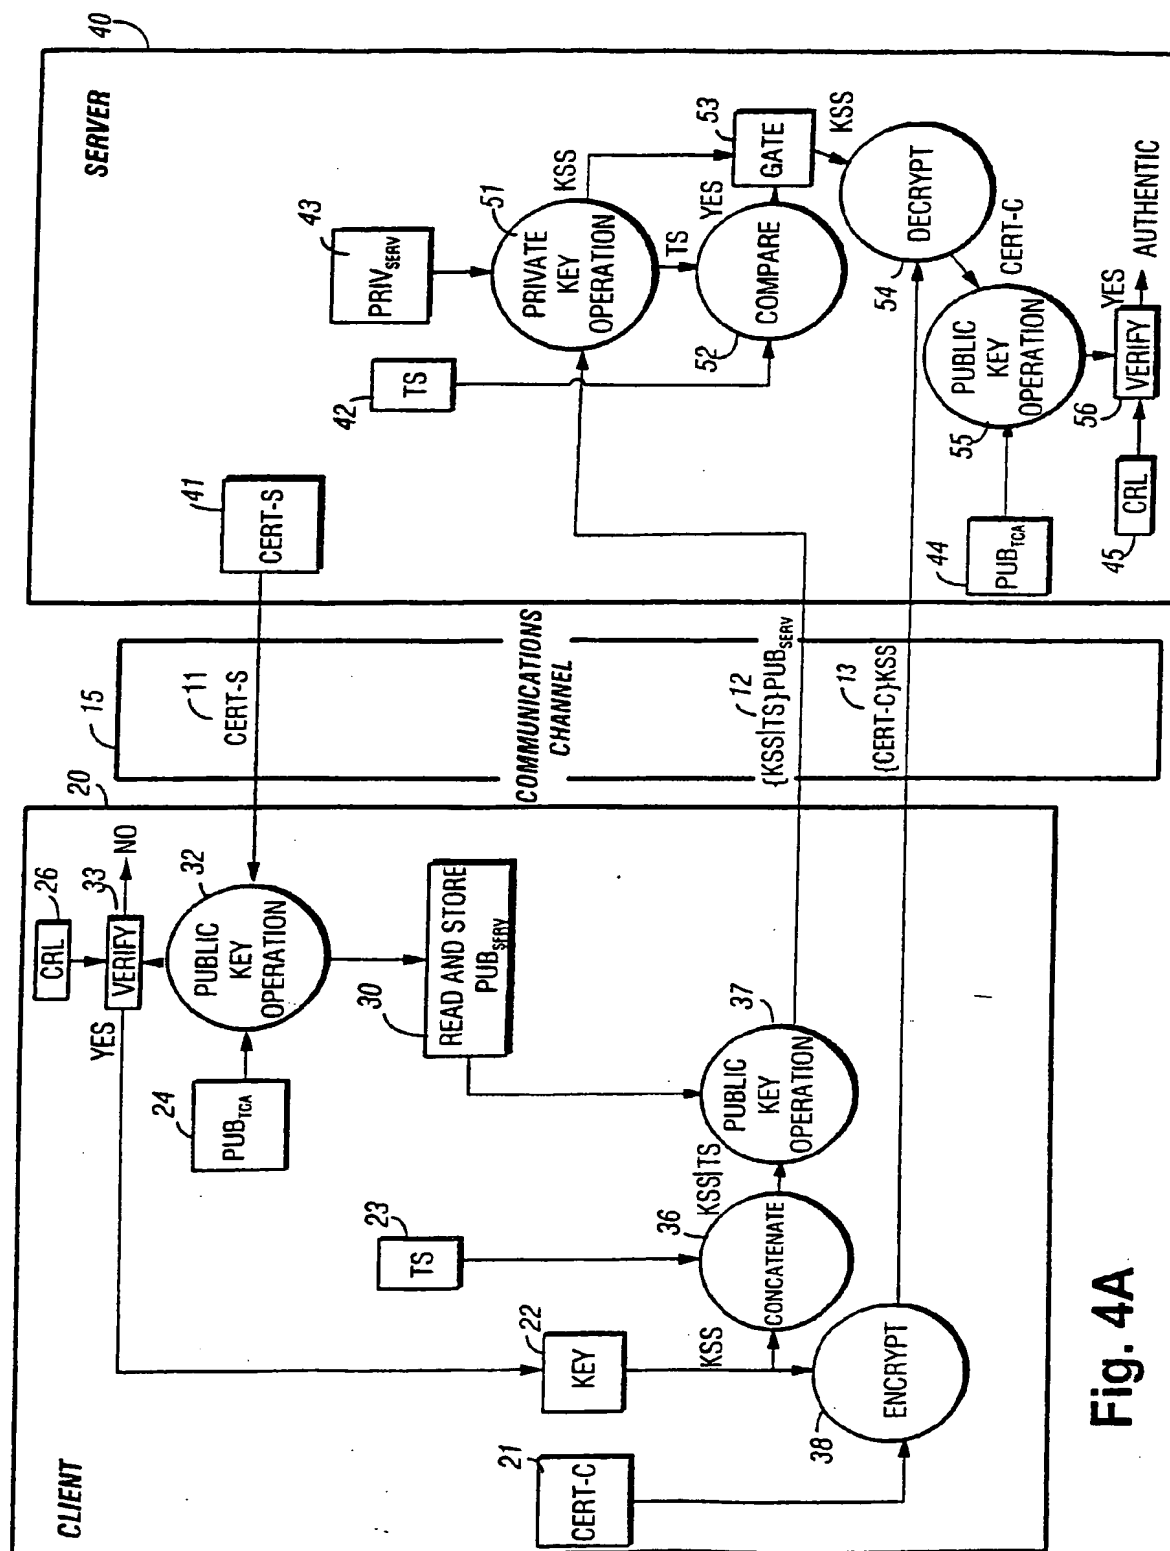 CLIENT
20
CRL
26
VERIFY
33
NO
YES
PUBLIC
KEY
OPERATION
32
24
PUB_TCA
30
READ AND STORE
PUB_SERV
23
TS
22
KEY
KSS
21
CERT-C
36
CONCATENATE
KSS|TS
37
PUBLIC
KEY
OPERATION
38
ENCRYPT
15
11
CERT-S
COMMUNICATIONS
CHANNEL
12
{KSS|TS}PUB_SERV
13
{CERT-C}KSS
SERVER
40
41
CERT-S
42
TS
43
PRIV_SERV
51
PRIVATE
KEY
OPERATION
KSS
TS
52
COMPARE
YES
53
GATE
KSS
54
DECRYPT
CERT-C
44
PUB_TCA
55
PUBLIC
KEY
OPERATION
45
CRL
56
VERIFY
YES
AUTHENTIC
Fig. 4A